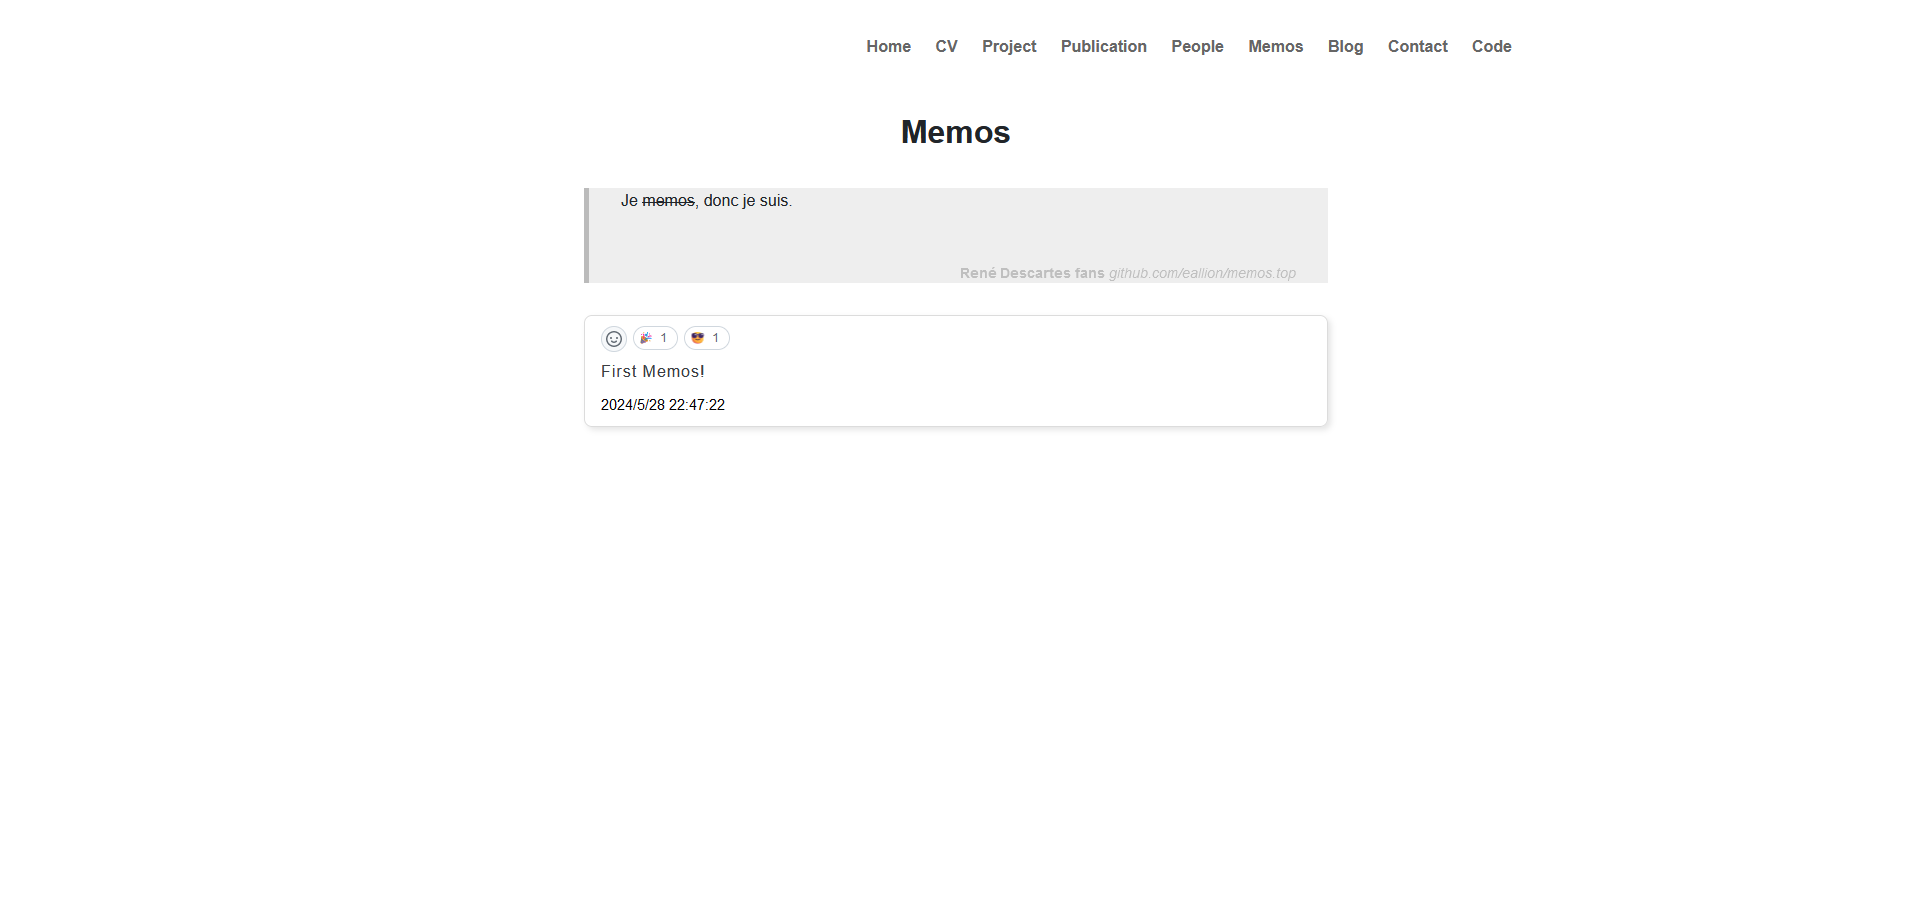 Home CV Project Publication People Memos Blog Contact Code
Memos
Je memos, donc je suis.
René Descartes fans github.com/eallion/memos.top
1 1
First Memos!
2024/5/28 22:47:22